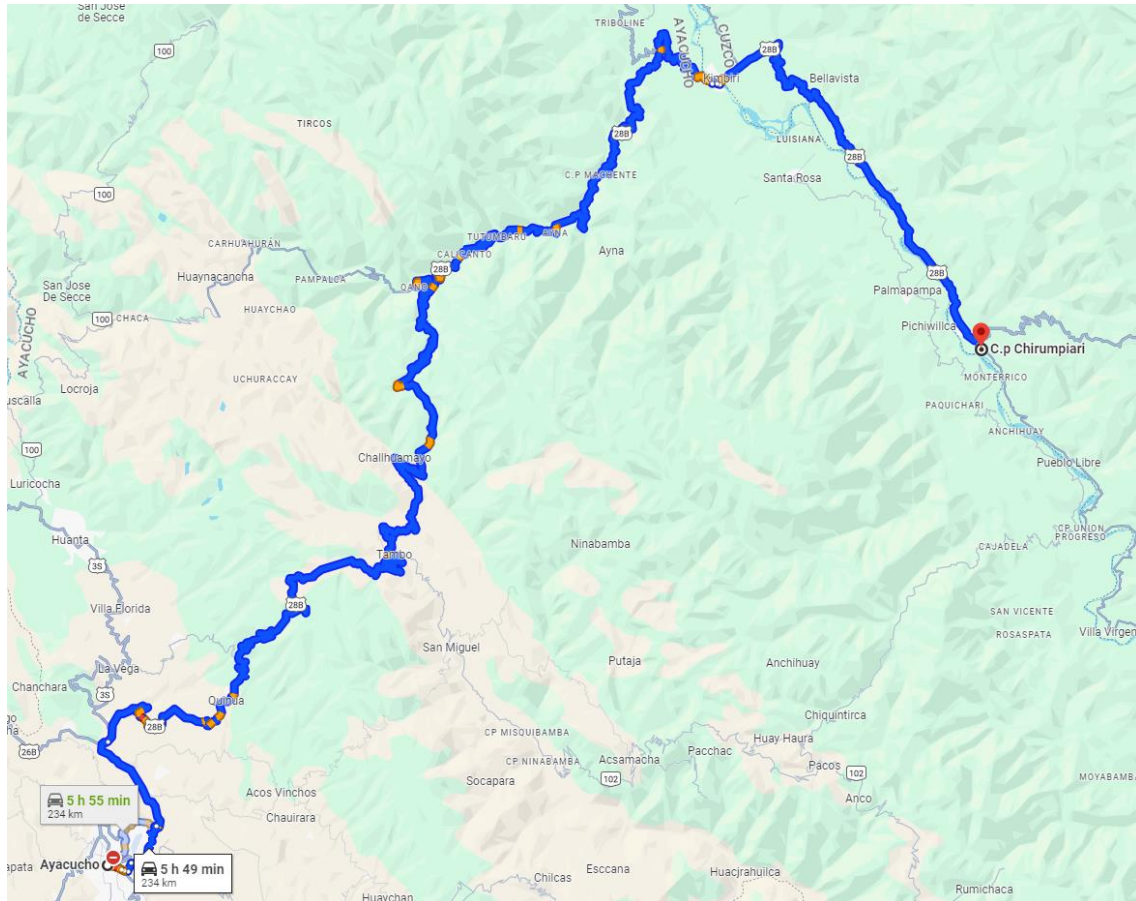 San José
de Secce
TRIBOLINE
AYACUCHO
CUZCO
100
28B
Kimbiri
Bellavista
TIRCOS
28B
LUISIANA
28B
100
C.P MACHENTE
Santa Rosa
CARHUAHURÁN
TUTUMBARU
Ayna
CALICANTO
Huaynacancha
PAMPALCA
28B
28B
San Jose
De Secce
HUAYCHAO
Palmapampa
100
CHACA
Pichiwillca
AYACUCHO
C.p Chirumpiari
UCHURACCAY
MONTERRICO
Locroja
PAQUICHARI
ANCHIHUAY
100
Challhuamayo
Pueblo Libre
Luricocha
CP UNION
PROGRESO
Huanta
Ninabamba
CAJADELA
Tambo
3S
28B
Villa Florida
SAN VICENTE
ROSASPATA
Villa Virgen
San Miguel
Putaja
Anchihuay
La Vega
Chanchara
3S
Quinua
Chiquintirca
28B
CP MISQUIBAMBA
Huay Haura
26B
Pacchac
CP NINABAMBA
Acsamacha
Pacos
102
Socapara
102
MOYABAMBA
Acos Vinchos
Anco
5 h 55 min
234 km
Chauirara
Ayacucho
5 h 49 min
234 km
Esccana
Chilcas
Huacjrahuilca
Rumichaca
Huaychan